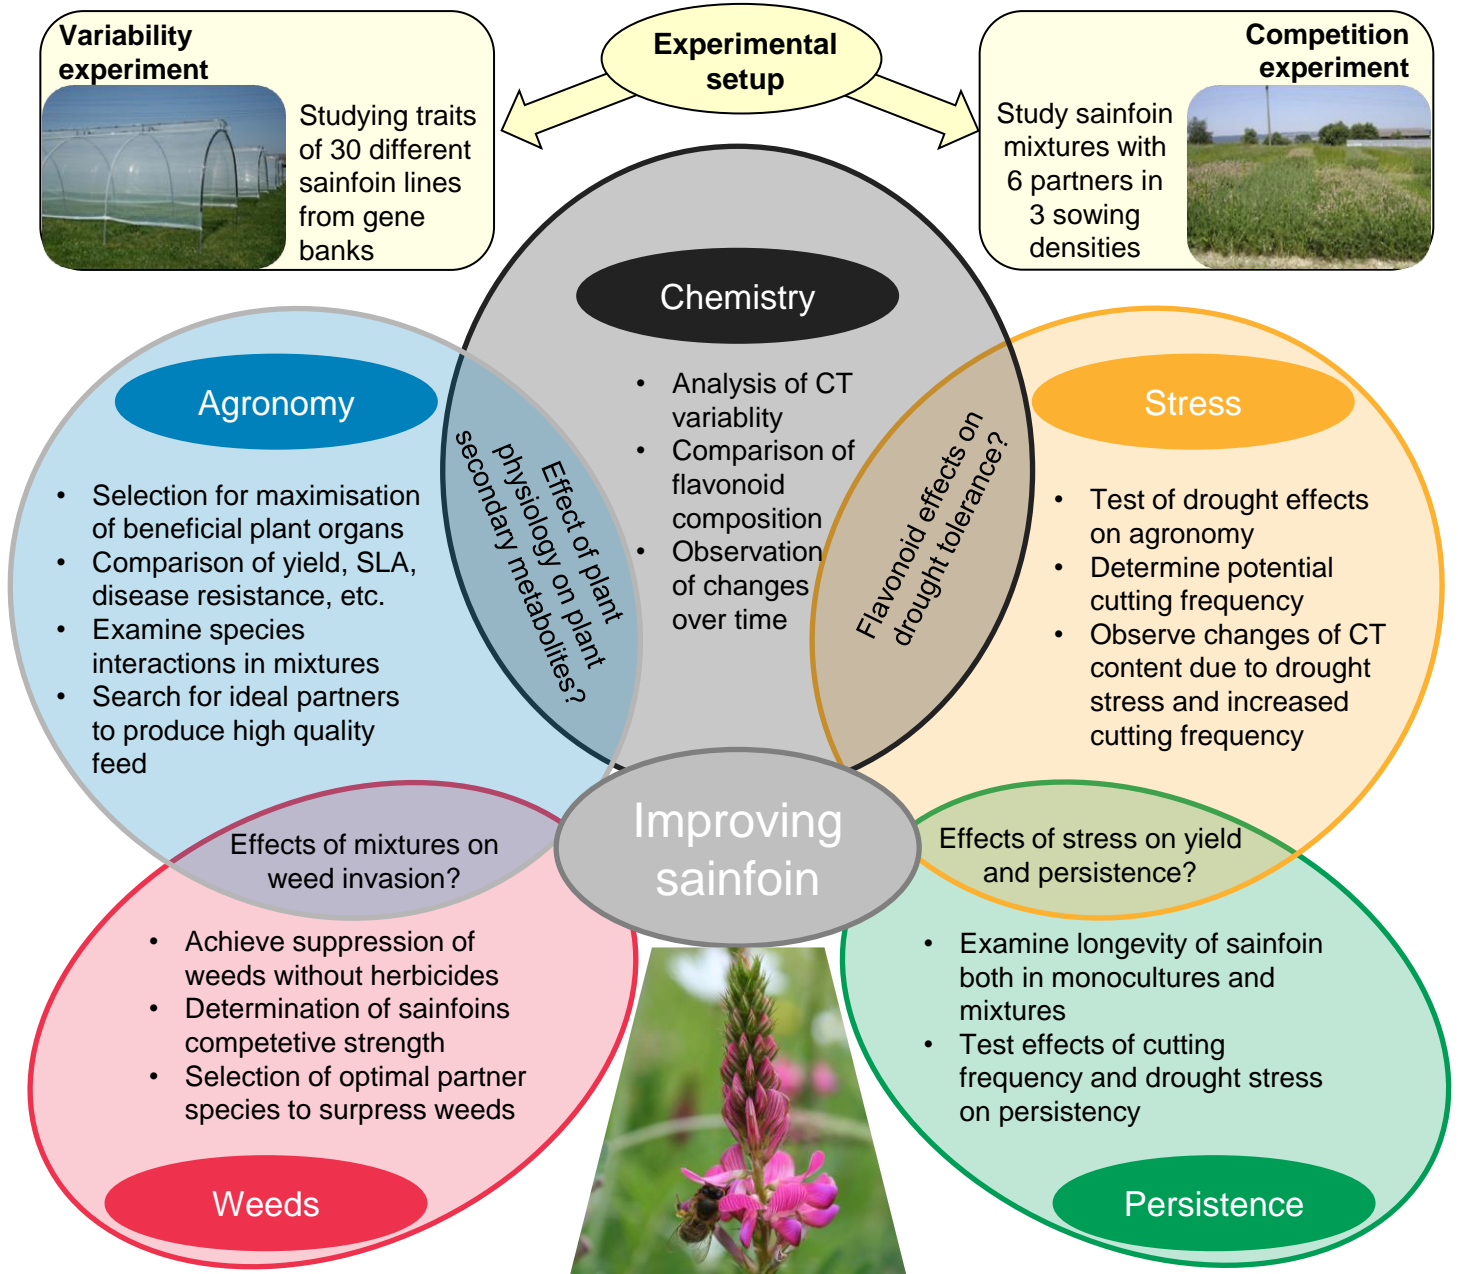 Variability
experiment
Studying traits
of 30 different
sainfoin lines
from gene
banks
Experimental
setup
Competition
experiment
Study sainfoin
mixtures with
6 partners in
3 sowing
densities
Chemistry
• Analysis of CT
variablity
• Comparison of
flavonoid
composition
• Observation
of changes
over time
Agronomy
• Selection for maximisation
of beneficial plant organs
• Comparison of yield, SLA,
disease resistance, etc.
• Examine species
interactions in mixtures
• Search for ideal partners
to produce high quality
feed
Effect of plant
physiology on plant
secondary metabolites?
Flavonoid effects on
drought tolerance?
Stress
• Test of drought effects
on agronomy
• Determine potential
cutting frequency
• Observe changes of CT
content due to drought
stress and increased
cutting frequency
Improving
sainfoin
Effects of mixtures on
weed invasion?
Effects of stress on yield
and persistence?
• Achieve suppression of
weeds without herbicides
• Determination of sainfoins
competetive strength
• Selection of optimal partner
species to surpress weeds
Weeds
• Examine longevity of sainfoin
both in monocultures and
mixtures
• Test effects of cutting
frequency and drought stress
on persistency
Persistence